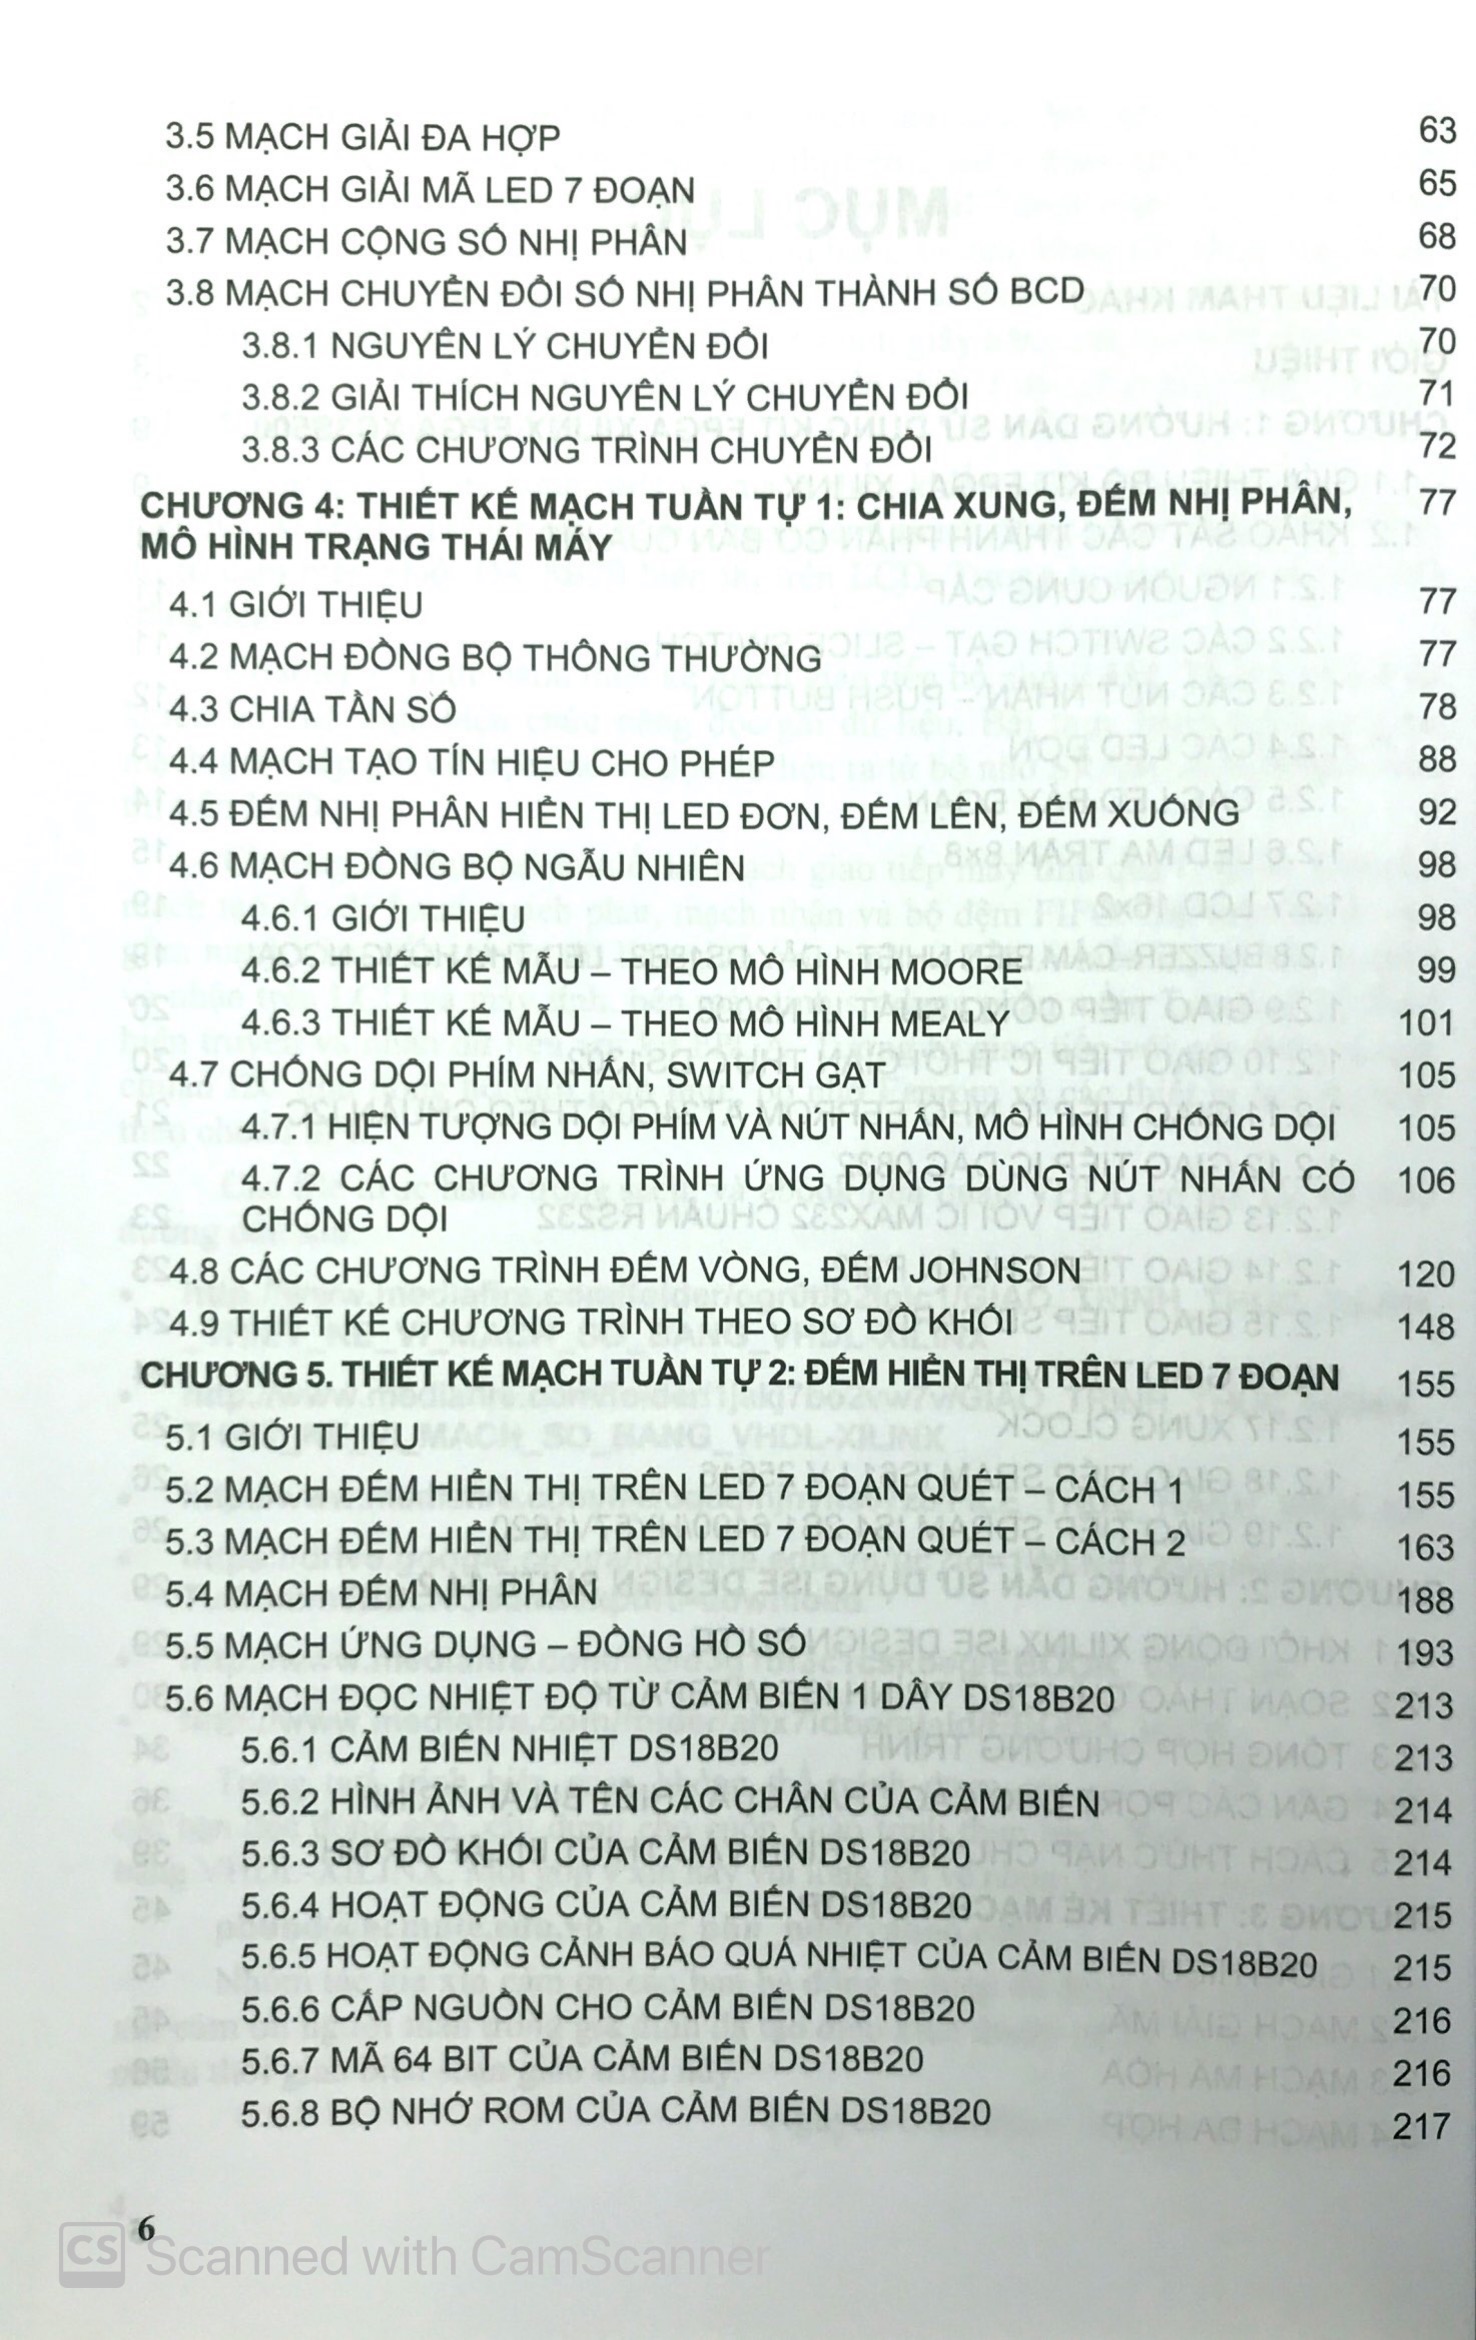 3.5 MẠCH GIẢI ĐA HỢP 63
3.6 MẠCH GIẢI MÃ LED 7 ĐOẠN 65
3.7 MẠCH CỘNG SỐ NHỊ PHÂN 68
3.8 MẠCH CHUYỂN ĐỔI SỐ NHỊ PHÂN THÀNH SỐ BCD 70
3.8.1 NGUYÊN LÝ CHUYỂN ĐỔI 70
3.8.2 GIẢI THÍCH NGUYÊN LÝ CHUYỂN ĐỔI 71
3.8.3 CÁC CHƯƠNG TRÌNH CHUYỂN ĐỔI 72
CHƯƠNG 4: THIẾT KẾ MẠCH TUẦN TỰ 1: CHIA XUNG, ĐẾM NHỊ PHÂN, 77
MÔ HÌNH TRẠNG THÁI MÁY
4.1 GIỚI THIỆU 77
4.2 MẠCH ĐỒNG BỘ THÔNG THƯỜNG 77
4.3 CHIA TẦN SỐ 78
4.4 MẠCH TẠO TÍN HIỆU CHO PHÉP 88
4.5 ĐẾM NHỊ PHÂN HIỂN THỊ LED ĐƠN, ĐẾM LÊN, ĐẾM XUỐNG 92
4.6 MẠCH ĐỒNG BỘ NGẪU NHIÊN 98
4.6.1 GIỚI THIỆU 98
4.6.2 THIẾT KẾ MẪU – THEO MÔ HÌNH MOORE 99
4.6.3 THIẾT KẾ MẪU – THEO MÔ HÌNH MEALY 101
4.7 CHỐNG DỘI PHÍM NHẤN, SWITCH GẠT 105
4.7.1 HIỆN TƯỢNG DỘI PHÍM VÀ NÚT NHẤN, MÔ HÌNH CHỐNG DỘI 105
4.7.2 CÁC CHƯƠNG TRÌNH ỨNG DỤNG DÙNG NÚT NHẤN CÓ 106
CHỐNG DỘI
4.8 CÁC CHƯƠNG TRÌNH ĐẾM VÒNG, ĐẾM JOHNSON 120
4.9 THIẾT KẾ CHƯƠNG TRÌNH THEO SƠ ĐỒ KHỐI 148
CHƯƠNG 5. THIẾT KẾ MẠCH TUẦN TỰ 2: ĐẾM HIỂN THỊ TRÊN LED 7 ĐOẠN 155
5.1 GIỚI THIỆU 155
5.2 MẠCH ĐẾM HIỂN THỊ TRÊN LED 7 ĐOẠN QUÉT – CÁCH 1 155
5.3 MẠCH ĐẾM HIỂN THỊ TRÊN LED 7 ĐOẠN QUÉT – CÁCH 2 163
5.4 MẠCH ĐẾM NHỊ PHÂN 188
5.5 MẠCH ỨNG DỤNG – ĐỒNG HỒ SỐ 193
5.6 MẠCH ĐỌC NHIỆT ĐỘ TỪ CẢM BIẾN 1 DÂY DS18B20 213
5.6.1 CẢM BIẾN NHIỆT DS18B20 213
5.6.2 HÌNH ẢNH VÀ TÊN CÁC CHÂN CỦA CẢM BIẾN 214
5.6.3 SƠ ĐỒ KHỐI CỦA CẢM BIẾN DS18B20 214
5.6.4 HOẠT ĐỘNG CỦA CẢM BIẾN DS18B20 215
5.6.5 HOẠT ĐỘNG CẢNH BÁO QUÁ NHIỆT CỦA CẢM BIẾN DS18B20 215
5.6.6 CẤP NGUỒN CHO CẢM BIẾN DS18B20 216
5.6.7 MÃ 64 BIT CỦA CẢM BIẾN DS18B20 216
5.6.8 BỘ NHỚ ROM CỦA CẢM BIẾN DS18B20 217
6
CS Scanned with CamScanner